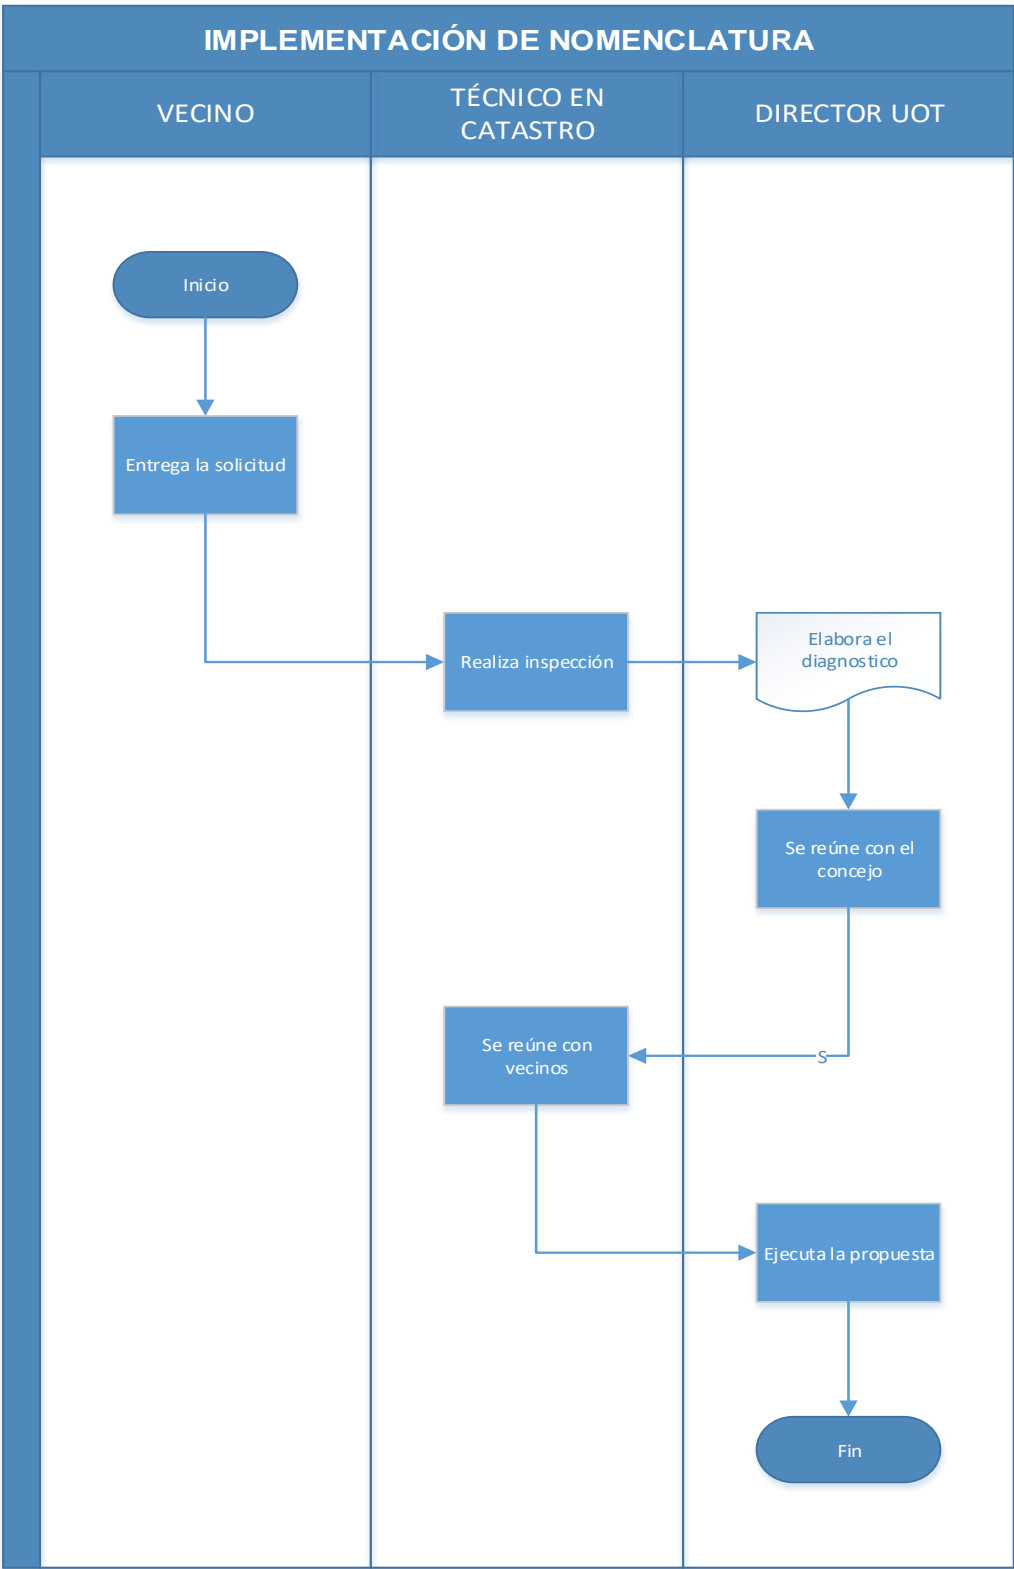 IMPLEMENTACIÓN DE NOMENCLATURA
VECINO
TÉCNICO EN
CATASTRO
DIRECTOR UOT
Inicio
Entrega la solicitud
Realiza inspección
Elabora el
diagnostico
Se reúne con el
concejo
S
Se reúne con
vecinos
Ejecuta la propuesta
Fin